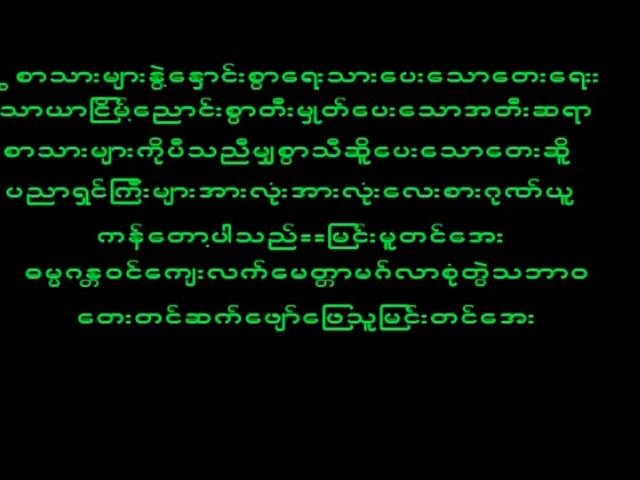 စာသားများနွဲ့နှောင်းစွာရေးသားပေးသောတေးရေး
သာယာငြိမ့်ညောင်းစွာတီးမှုတ်ပေးသောအတီးဆရာ
စာသားများကိုပီသညီမျှစွာသီဆိုပေးသောတေးဆို
ပညာရှင်ကြီးများအားလုံးအားလုံးလေးစားဂုဏ်ယူ
ကန်တော့ပါသည်==မြင်းမူတင်အေး
ဓမ္မဂန္တဝင်ကျေးလက်မေတ္တာမဂ်လာစုံတွဲသဘာဝ
တေးတင်ဆက်ဖျော်ဖြေသူမြင်းတင်အေး